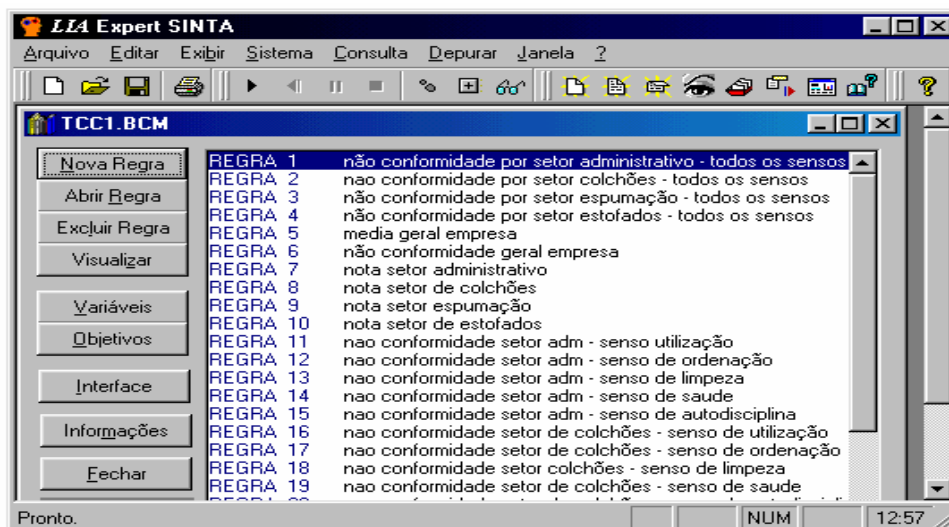 LIA Expert SINTA
Arquivo Editar Exibir Sistema Consulta Depurar Janela ?
TCC1.BCM
Nova Regra
Abrir Regra
Excluir Regra
Visualizar
Variáveis
Objetivos
Interface
Informações
Fechar
REGRA 1 não conformidade por setor administrativo - todos os sensos
REGRA 2 nao conformidade por setor colchões - todos os sensos
REGRA 3 não conformidade por setor espumação - todos os sensos
REGRA 4 não conformidade por setor estofados - todos os sensos
REGRA 5 media geral empresa
REGRA 6 não conformidade geral empresa
REGRA 7 nota setor administrativo
REGRA 8 nota setor de colchões
REGRA 9 nota setor espumação
REGRA 10 nota setor de estofados
REGRA 11 nao conformidade setor adm - senso utilização
REGRA 12 nao conformidade setor adm - senso de ordenação
REGRA 13 nao conformidade setor adm - senso de limpeza
REGRA 14 nao conformidade setor adm - senso de saude
REGRA 15 nao conformidade setor adm - senso de autodisciplina
REGRA 16 nao conformidade setor de colchões - senso de utilização
REGRA 17 nao conformidade setor de colchões - senso de ordenação
REGRA 18 nao conformidade setor colchões - senso de limpeza
REGRA 19 nao conformidade setor de colchões - senso de saude
Pronto. NUM 12:57